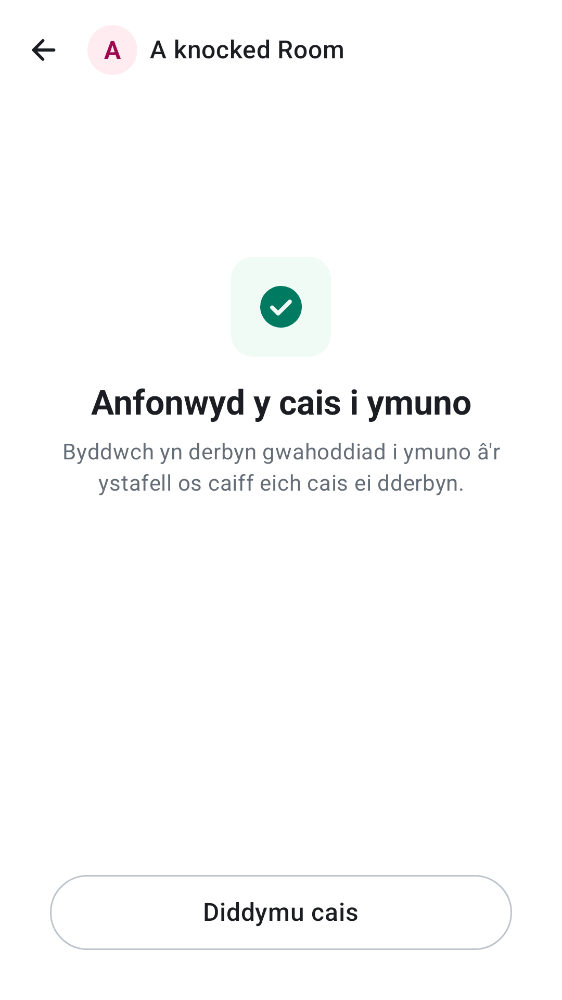 A A knocked Room
Anfonwyd y cais i ymuno
Byddwch yn derbyn gwahoddiad i ymuno â'r
ystafell os caiff eich cais ei dderbyn.
Diddymu cais